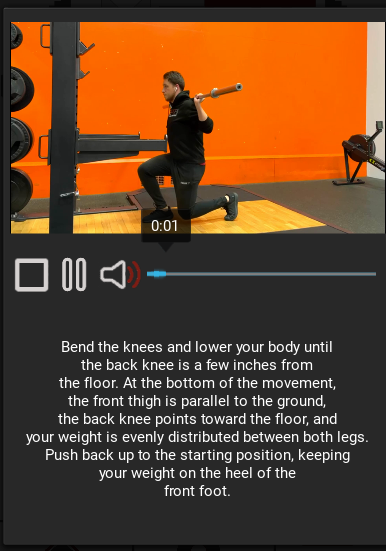 0:01
Bend the knees and lower your body until
the back knee is a few inches from
the floor. At the bottom of the movement,
the front thigh is parallel to the ground,
the back knee points toward the floor, and
your weight is evenly distributed between both legs.
Push back up to the starting position, keeping
your weight on the heel of the
front foot.